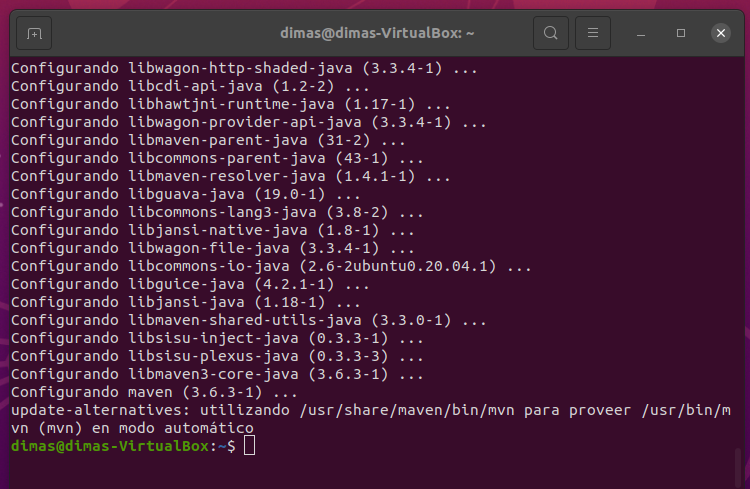 dimas@dimas-VirtualBox: ~
Configurando libwagon-http-shaded-java (3.3.4-1) ...
Configurando libcdi-api-java (1.2-2) ...
Configurando libhawtjni-runtime-java (1.17-1) ...
Configurando libwagon-provider-api-java (3.3.4-1) ...
Configurando libmaven-parent-java (31-2) ...
Configurando libcommons-parent-java (43-1) ...
Configurando libmaven-resolver-java (1.4.1-1) ...
Configurando libguava-java (19.0-1) ...
Configurando libcommons-lang3-java (3.8-2) ...
Configurando libjansi-native-java (1.8-1) ...
Configurando libwagon-file-java (3.3.4-1) ...
Configurando libcommons-io-java (2.6-2ubuntu0.20.04.1) ...
Configurando libguice-java (4.2.1-1) ...
Configurando libjansi-java (1.18-1) ...
Configurando libmaven-shared-utils-java (3.3.0-1) ...
Configurando libsisu-inject-java (0.3.3-1) ...
Configurando libsisu-plexus-java (0.3.3-3) ...
Configurando libmaven3-core-java (3.6.3-1) ...
Configurando maven (3.6.3-1) ...
update-alternatives: utilizando /usr/share/maven/bin/mvn para proveer /usr/bin/m
vn (mvn) en modo automático
dimas@dimas-VirtualBox:~$